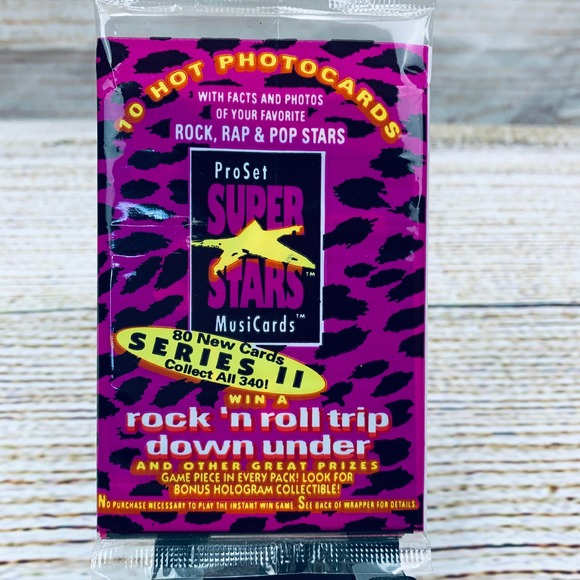 10 HOT PHOTOCARDS
WITH FACTS AND PHOTOS
OF YOUR FAVORITE
ROCK, RAP & POP STARS
ProSet
SUPER
STARS™
MusiCards™
80 New Cards
SERIES II
Collect All 340!
WIN A
rock 'n roll trip
down under
AND OTHER GREAT PRIZES
GAME PIECE IN EVERY PACK! LOOK FOR
BONUS HOLOGRAM COLLECTIBLE!
NO PURCHASE NECESSARY TO PLAY THE INSTANT WIN GAME. SEE BACK OF WRAPPER FOR DETAILS.